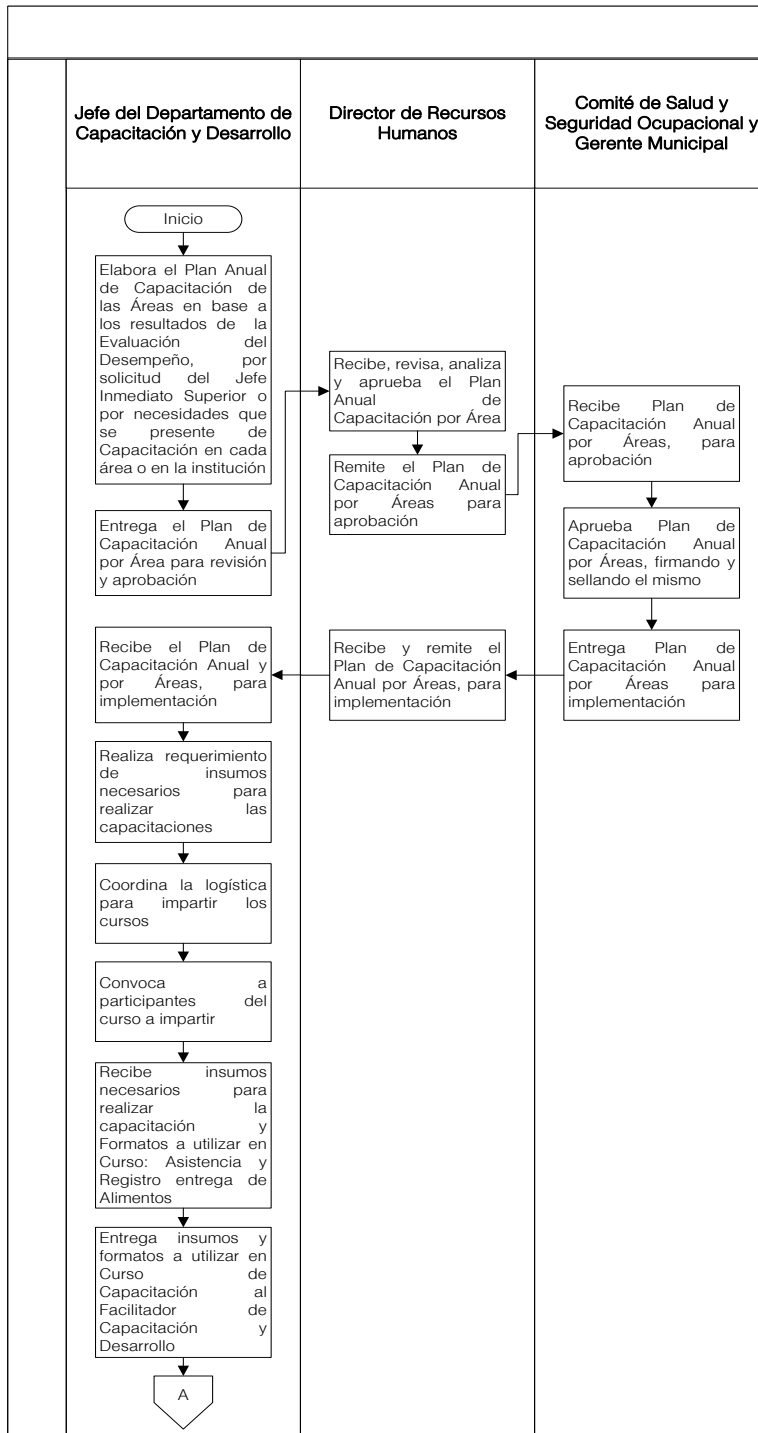 Jefe del Departamento de
Capacitación y Desarrollo
Director de Recursos
Humanos
Comité de Salud y
Seguridad Ocupacional y
Gerente Municipal
Inicio
Elabora el Plan Anual
de Capacitación de
las Áreas en base a
los resultados de la
Evaluación del
Desempeño, por
solicitud del Jefe
Inmediato Superior o
por necesidades que
se presente de
Capacitación en cada
área o en la institución
Entrega el Plan de
Capacitación Anual
por Área para revisión
y aprobación
Recibe, revisa, analiza
y aprueba el Plan
Anual de
Capacitación por Área
Remite el Plan de
Capacitación Anual
por Áreas para
aprobación
Recibe Plan de
Capacitación Anual
por Áreas, para
aprobación
Aprueba Plan de
Capacitación Anual
por Áreas, firmando y
sellando el mismo
Entrega Plan de
Capacitación Anual
por Áreas para
implementación
Recibe y remite el
Plan de Capacitación
Anual por Áreas, para
implementación
Recibe el Plan de
Capacitación Anual y
por Áreas, para
implementación
Realiza requerimiento
de insumos
necesarios para
realizar las
capacitaciones
Coordina la logística
para impartir los
cursos
Convoca a
participantes del
curso a impartir
Recibe insumos
necesarios para
realizar la
capacitación y
Formatos a utilizar en
Curso: Asistencia y
Registro entrega de
Alimentos
Entrega insumos y
formatos a utilizar en
Curso de
Capacitación al
Facilitador de
Capacitación y
Desarrollo
A